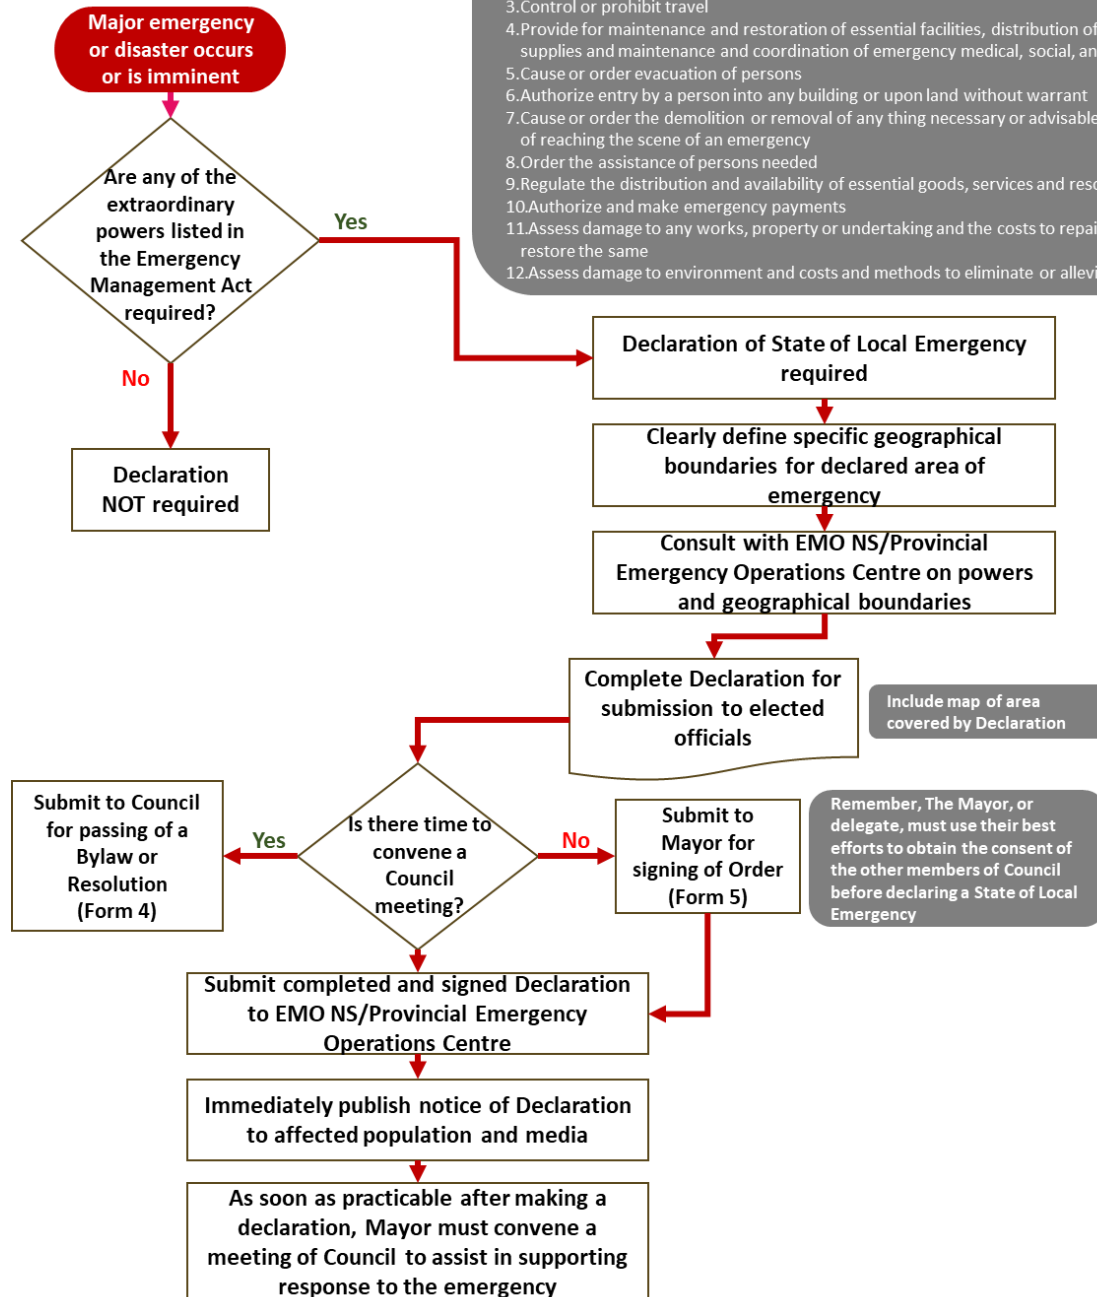 3.Control or prohibit travel
4.Provide for maintenance and restoration of essential facilities, distribution of
supplies and maintenance and coordination of emergency medical, social, an
5.Cause or order evacuation of persons
6.Authorize entry by a person into any building or upon land without warrant
7.Cause or order the demolition or removal of any thing necessary or advisable
of reaching the scene of an emergency
8.Order the assistance of persons needed
9.Regulate the distribution and availability of essential goods, services and reso
10.Authorize and make emergency payments
11.Assess damage to any works, property or undertaking and the costs to repai
restore the same
12.Assess damage to environment and costs and methods to eliminate or allevi
Major emergency
or disaster occurs
or is imminent
Are any of the
extraordinary
powers listed in
the Emergency
Management Act
required?
Yes
No
Declaration
NOT required
Declaration of State of Local Emergency
required
Clearly define specific geographical
boundaries for declared area of
emergency
Consult with EMO NS/Provincial
Emergency Operations Centre on powers
and geographical boundaries
Complete Declaration for
submission to elected
officials
Include map of area
covered by Declaration
Is there time to
convene a
Council
meeting?
Yes
No
Submit to Council
for passing of a
Bylaw or
Resolution
(Form 4)
Submit to
Mayor for
signing of Order
(Form 5)
Remember, The Mayor, or
delegate, must use their best
efforts to obtain the consent of
the other members of Council
before declaring a State of Local
Emergency
Submit completed and signed Declaration
to EMO NS/Provincial Emergency
Operations Centre
Immediately publish notice of Declaration
to affected population and media
As soon as practicable after making a
declaration, Mayor must convene a
meeting of Council to assist in supporting
response to the emergency